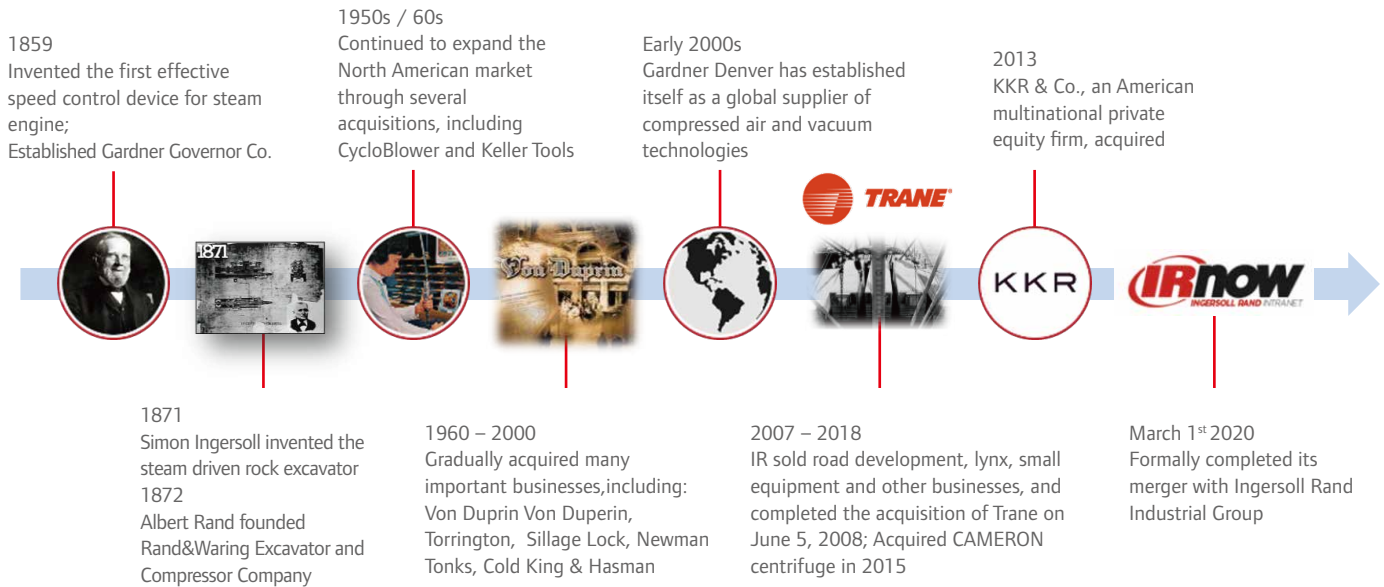 1859
Invented the first effective
speed control device for steam
engine;
Established Gardner Governor Co.
1950s / 60s
Continued to expand the
North American market
through several
acquisitions, including
CycloBlower and Keller Tools
Early 2000s
Gardner Denver has established
itself as a global supplier of
compressed air and vacuum
technologies
2013
KKR & Co., an American
multinational private
equity firm, acquired
TRANE®
1871
Von Duprin
KKR
IRNOW
INGERSOLL RAND INTRANET
1871
Simon Ingersoll invented the
steam driven rock excavator
1872
Albert Rand founded
Rand&Waring Excavator and
Compressor Company
1960 – 2000
Gradually acquired many
important businesses,including:
Von Duprin Von Duperin,
Torrington, Sillage Lock, Newman
Tonks, Cold King & Hasman
2007 – 2018
IR sold road development, lynx, small
equipment and other businesses, and
completed the acquisition of Trane on
June 5, 2008; Acquired CAMERON
centrifuge in 2015
March 1st 2020
Formally completed its
merger with Ingersoll Rand
Industrial Group